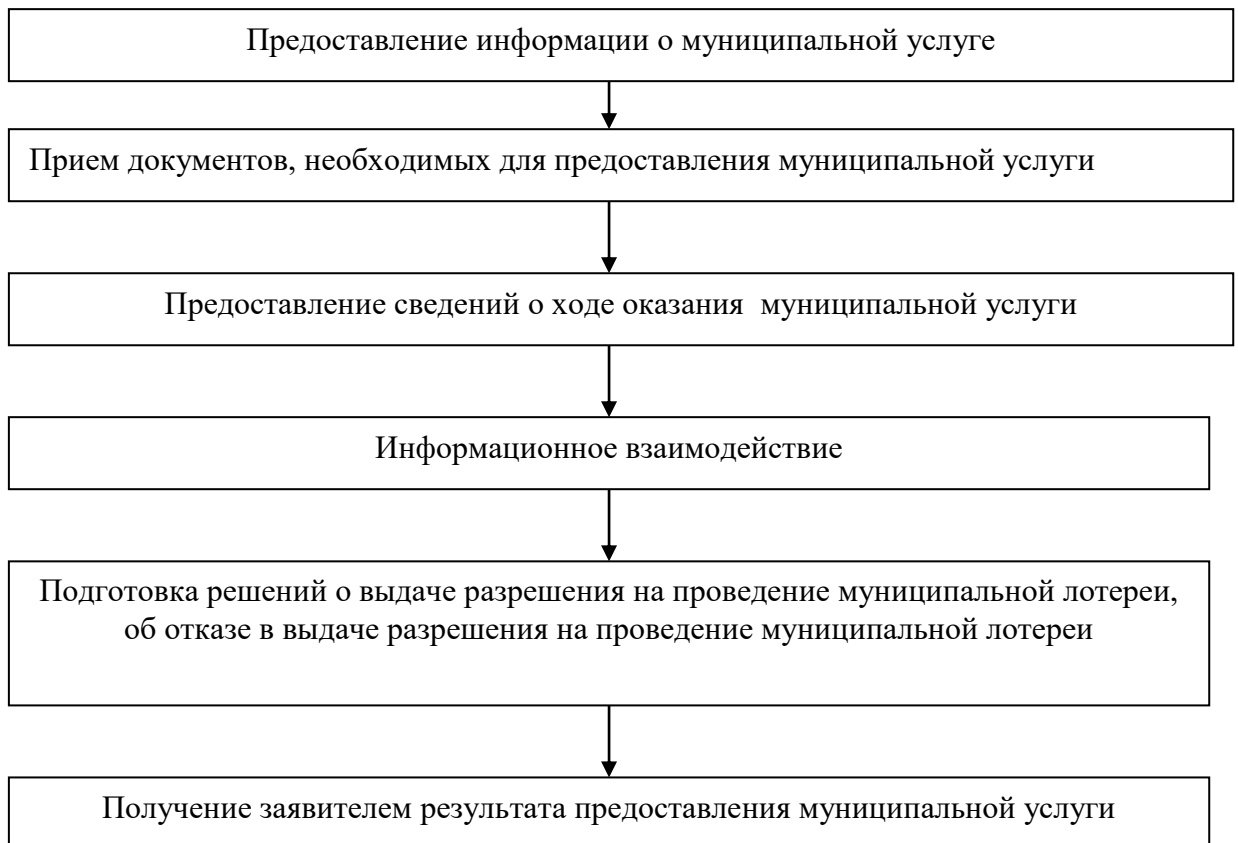 Предоставление информации о муниципальной услуге
Прием документов, необходимых для предоставления муниципальной услуги
Предоставление сведений о ходе оказания  муниципальной услуги
Информационное взаимодействие
Подготовка решений о выдаче разрешения на проведение муниципальной лотереи,
об отказе в выдаче разрешения на проведение муниципальной лотереи
Получение заявителем результата предоставления муниципальной услуги